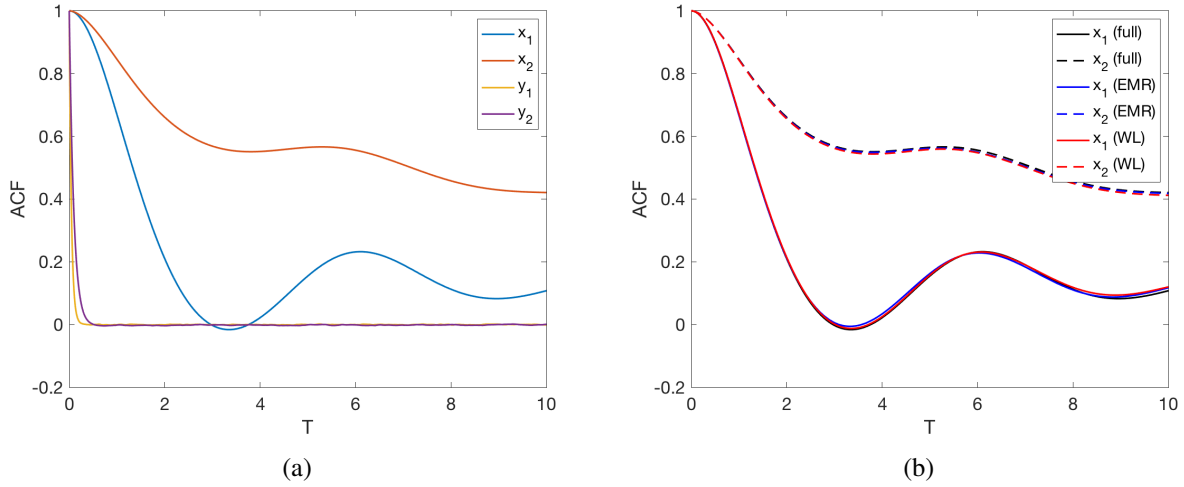 1
0.8
0.6
0.4
0.2
0
-0.2
ACF
0 2 4 6 8 10
T
x₁
x₂
y₁
y₂
(a)
1
0.8
0.6
0.4
0.2
0
-0.2
ACF
0 2 4 6 8 10
T
x₁ (full)
x₂ (full)
x₁ (EMR)
x₂ (EMR)
x₁ (WL)
x₂ (WL)
(b)